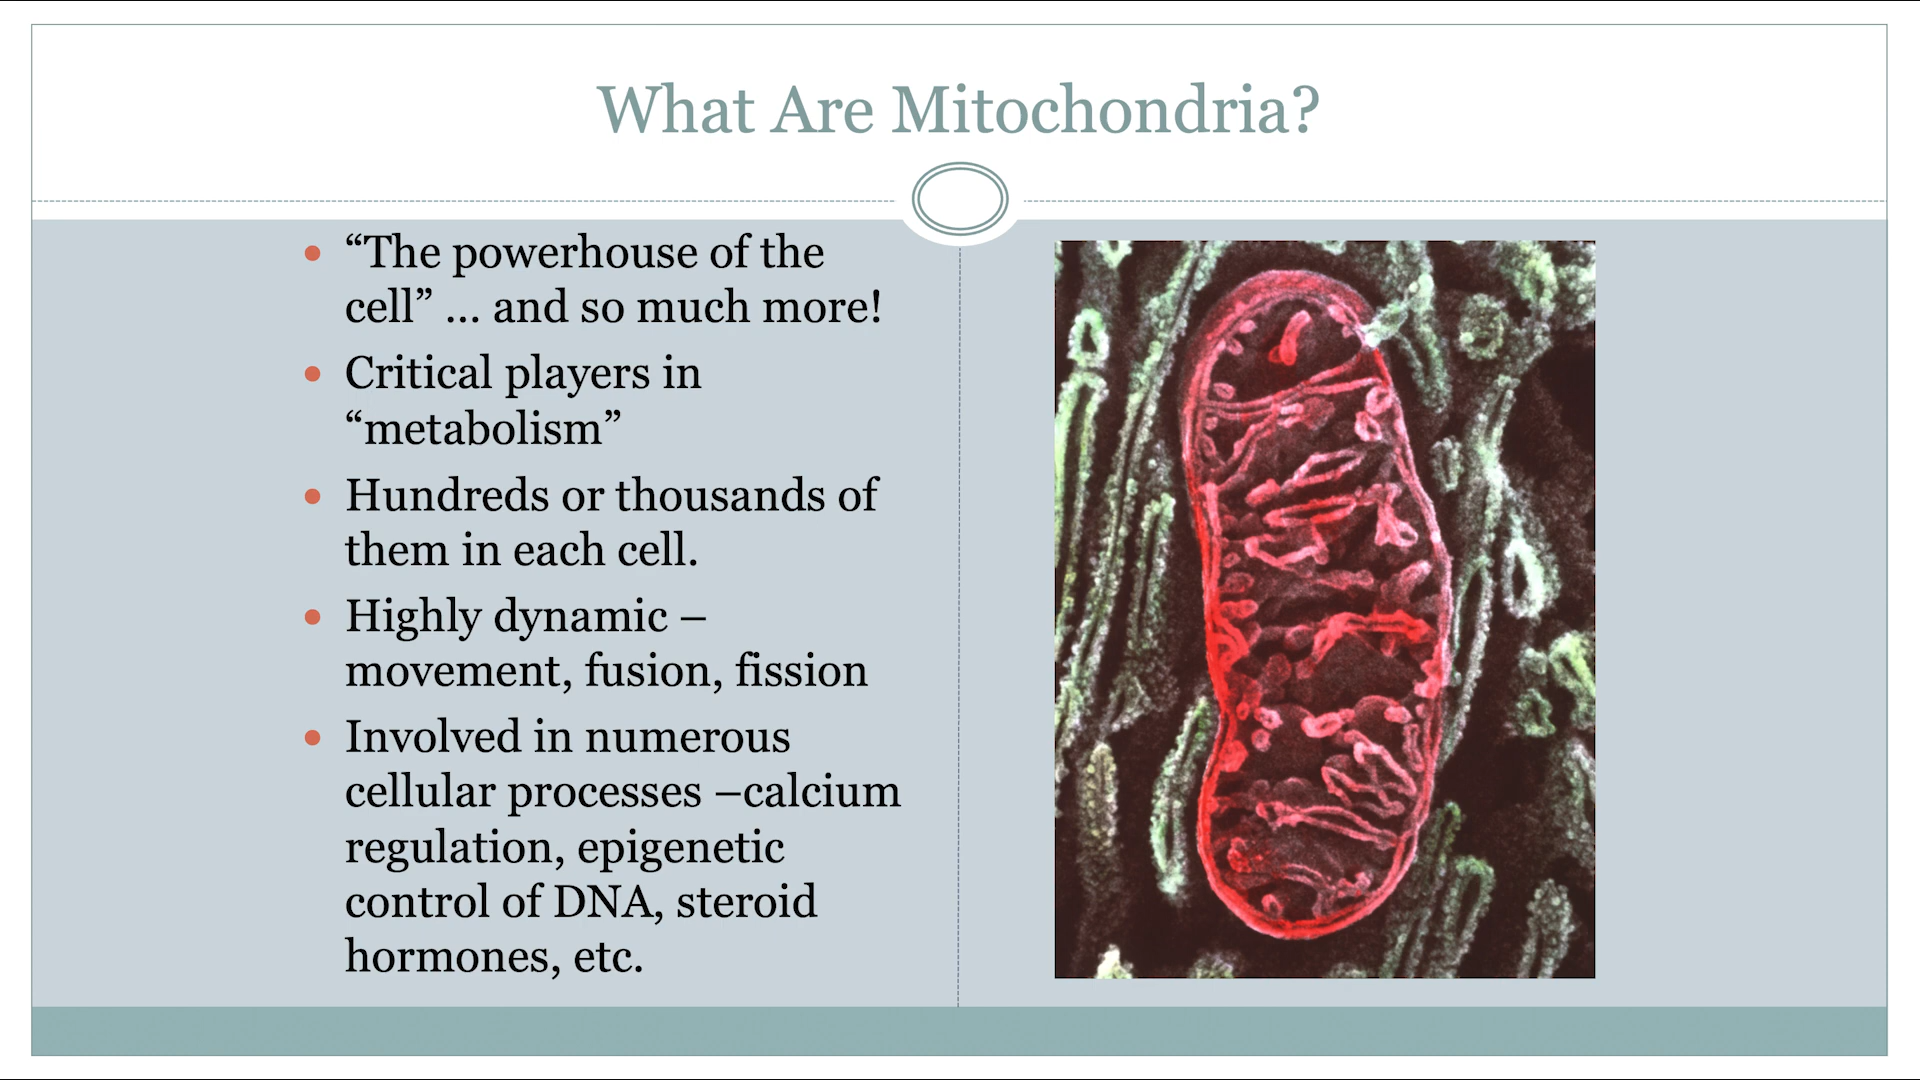 What Are Mitochondria?
“The powerhouse of the
cell” … and so much more!
Critical players in
“metabolism”
Hundreds or thousands of
them in each cell.
Highly dynamic –
movement, fusion, fission
Involved in numerous
cellular processes –calcium
regulation, epigenetic
control of DNA, steroid
hormones, etc.